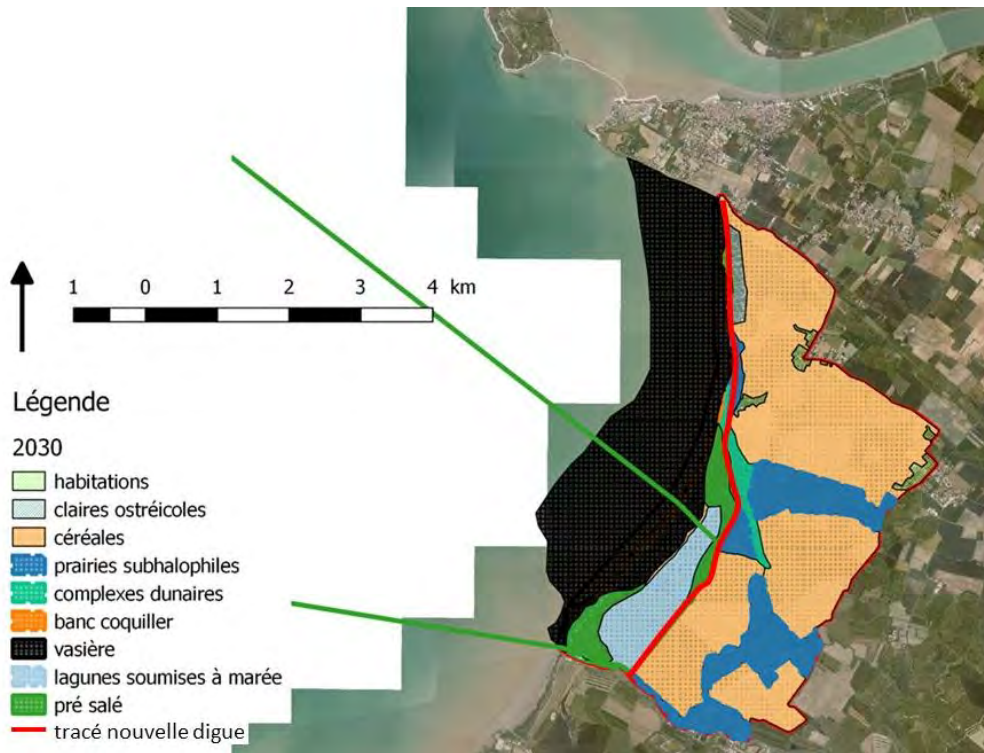 1 0 1 2 3 4 km
Légende
2030
habitations
claires ostréicoles
céréales
prairies subhalophiles
complexes dunaires
banc coquiller
vasière
lagunes soumises à marée
pré salé
tracé nouvelle digue